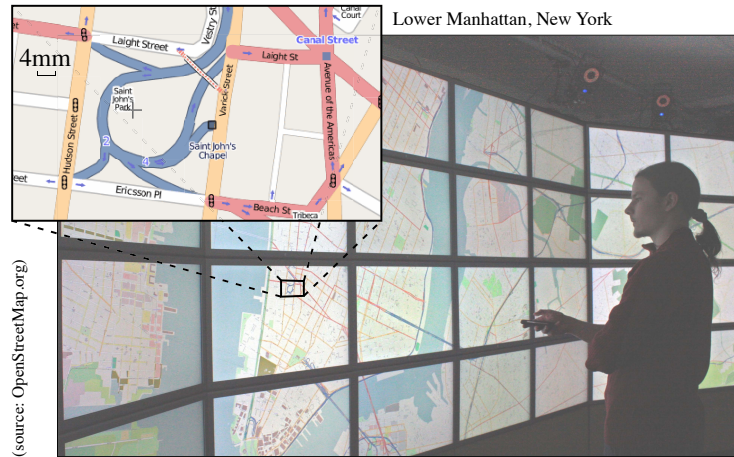 Lower Manhattan, New York
Canal
Court
et
Laight Street
Vestry St
Canal Street
Laight St
4mm
Saint
John's
Park
Varick Street
Avenue of the Americas
Hudson Street
Saint John's
Chapel
2
4
eet
Ericsson Pl
Beach St
Tribeca
(source: OpenStreetMap.org)